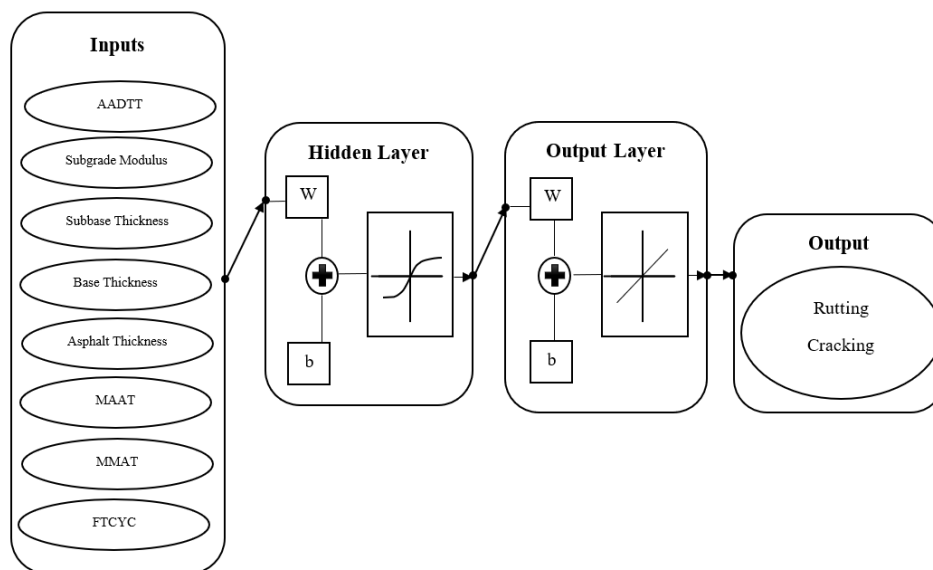 Inputs
AADTT
Subgrade Modulus
Subbase Thickness
Base Thickness
Asphalt Thickness
MAAT
MMAT
FTCYC
Hidden Layer
W
b
Output Layer
W
b
Output
Rutting
Cracking